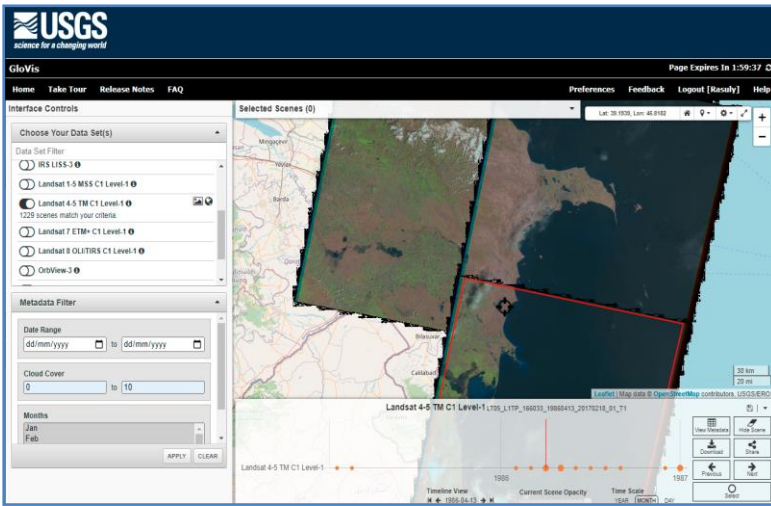 USGS
science for a changing world
GloVis
Page Expires In 1:59:37
Home Take Tour Release Notes FAQ
Preferences Feedback Logout [Rasuly] Help
Interface Controls
Choose Your Data Set(s)
Data Set Filter
IRS LISS-3
Landsat 1-5 MSS C1 Level-1
Landsat 4-5 TM C1 Level-1
1229 scenes match your criteria.
Landsat 7 ETM+ C1 Level-1
Landsat 8 OLI/TIRS C1 Level-1
OrbView-3
Metadata Filter
Date Range
dd/mm/yyyy to dd/mm/yyyy
Cloud Cover
0 to 10
Months
Jan
Feb
APPLY CLEAR
Selected Scenes (0)
+
−
Mingəçevir
Yevlax
Bərdə
Biləsuvar
Cəlilabad
30 km
20 mi
Leaflet | Map data © OpenStreetMap contributors, USGS/ERO
Landsat 4-5 TM C1 Level-1 LT05_L1TP_166033_19860413_20170218_01_T1
Landsat 4-5 TM C1 Level-1
1986
1987
Timeline View
1986-04-13
Current Scene Opacity
Time Scale
YEAR MONTH DAY
View Metadata
Hide Scene
Download
Share
Previous
Next
Select